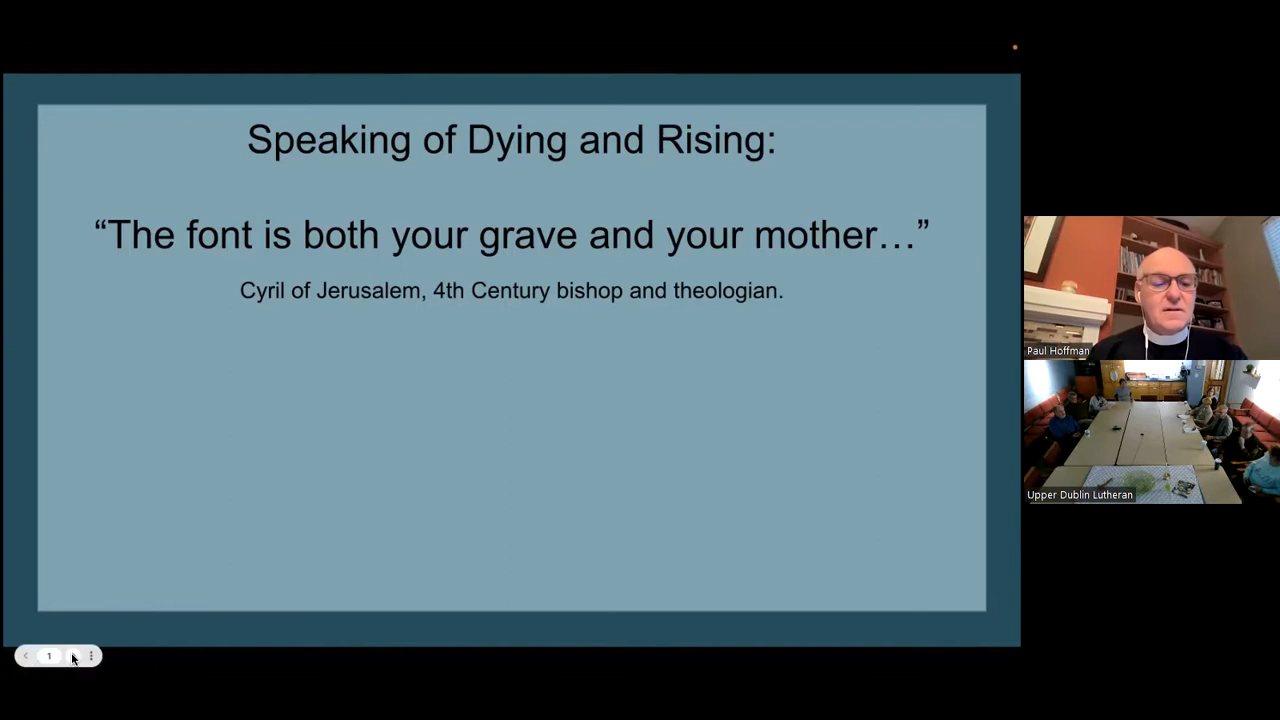 Speaking of Dying and Rising:
“The font is both your grave and your mother…”
Cyril of Jerusalem, 4th Century bishop and theologian.
Paul Hoffman
Upper Dublin Lutheran
1